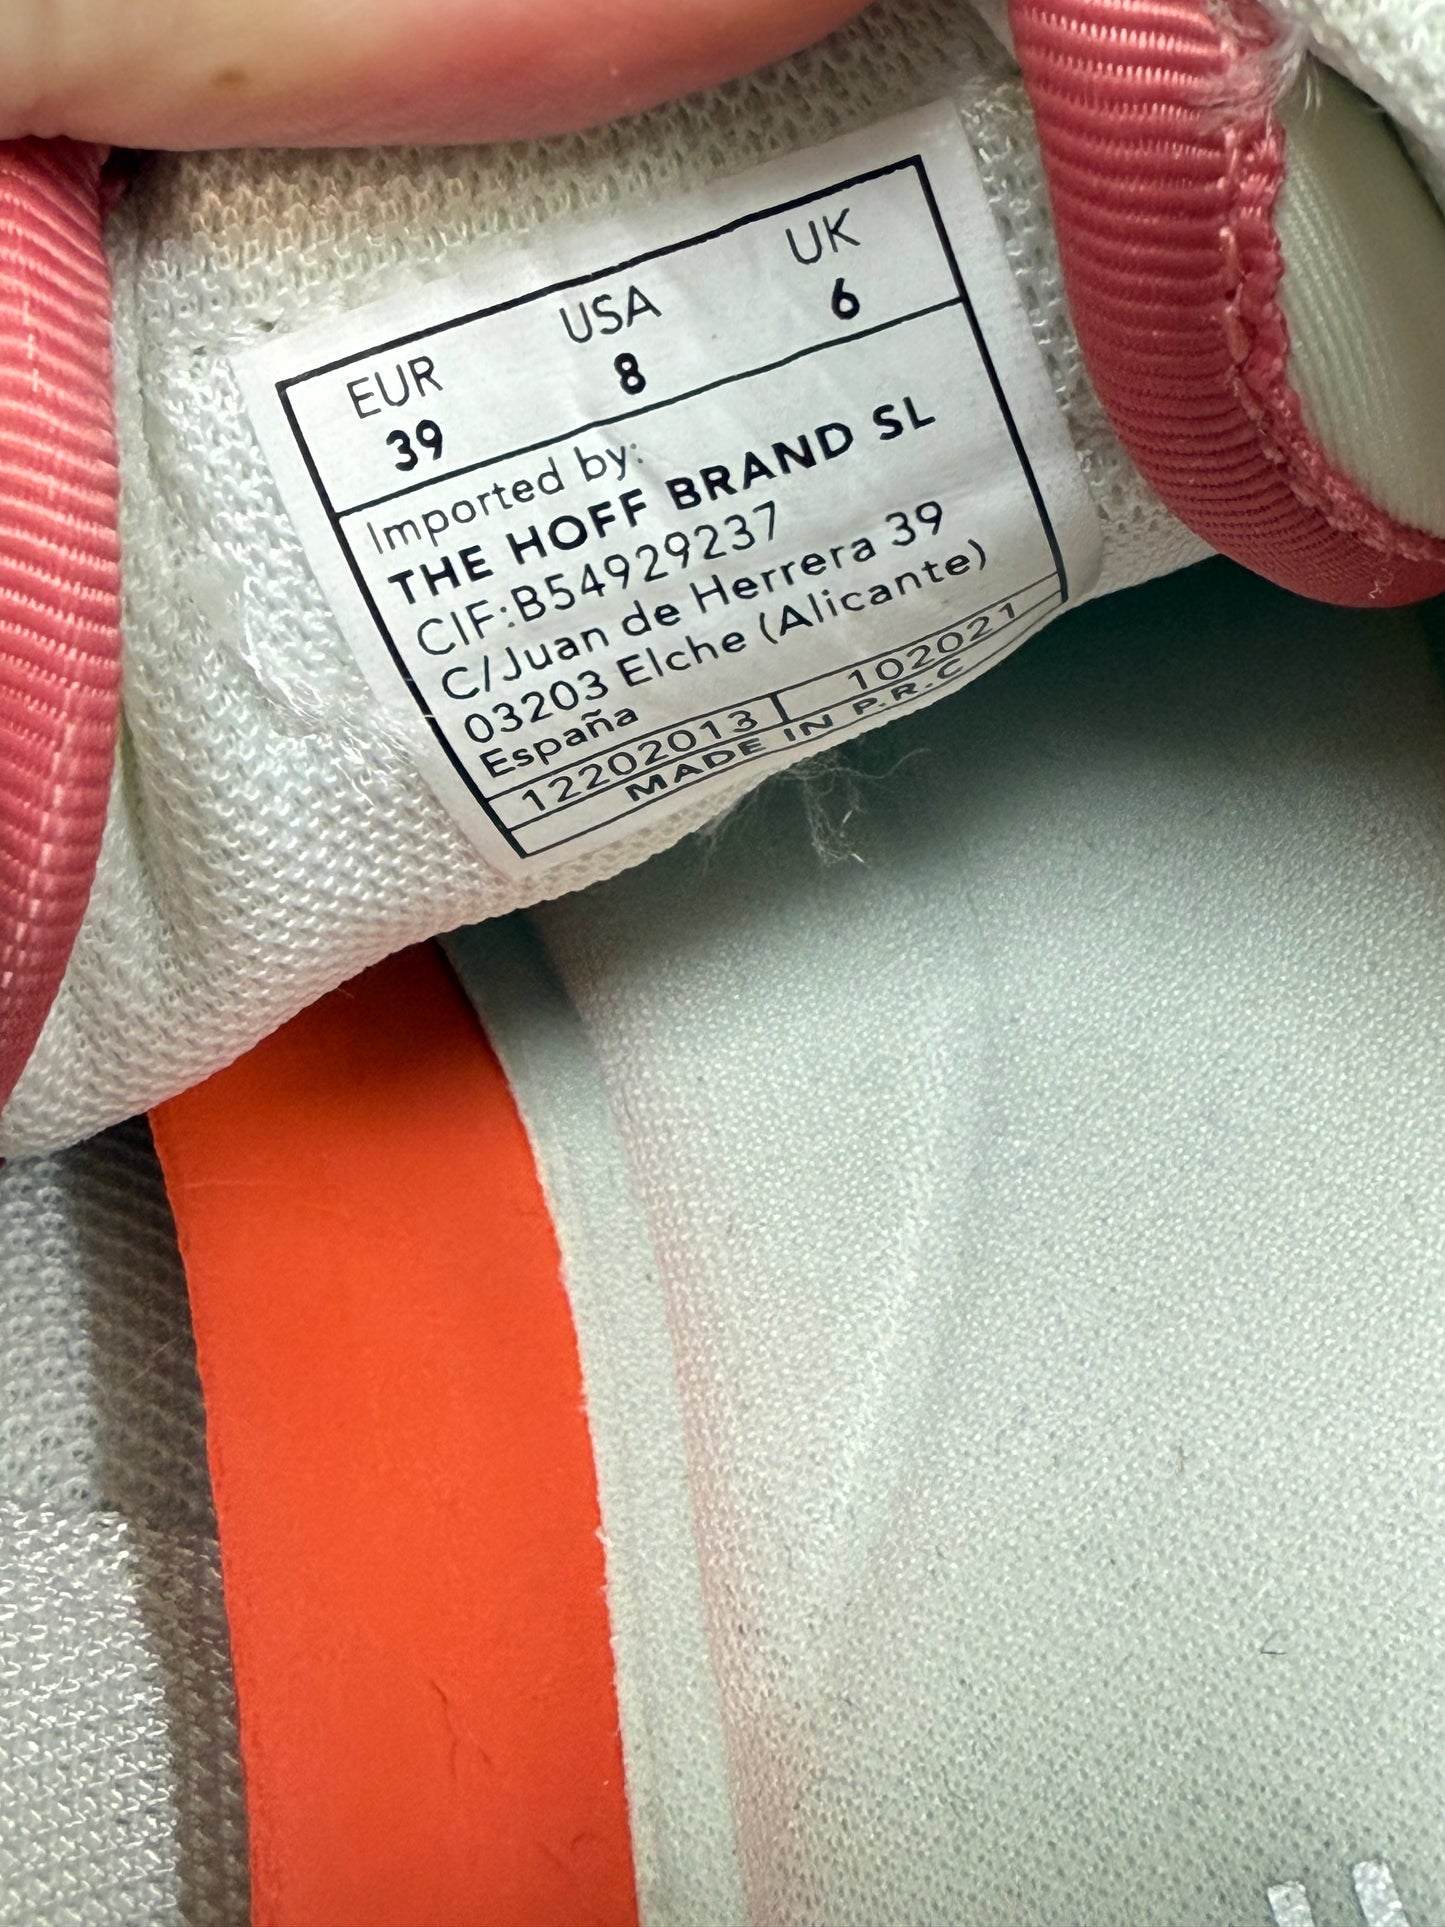 EUR USA UK
39 8 6
Imported by:
THE HOFF BRAND SL
CIF:B54929237
C/Juan de Herrera 39
03203 Elche (Alicante)
España
12202013 102021
MADE IN P.R.C